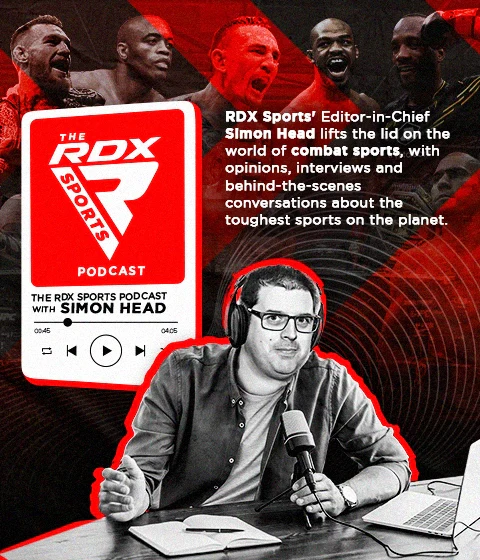 RDX Sports' Editor-in-Chief
Simon Head lifts the lid on the
world of combat sports, with
opinions, interviews and
behind-the-scenes
conversations about the
toughest sports on the planet.
THE
RDX
SPORTS
PODCAST
THE RDX SPORTS PODCAST
WITH SIMON HEAD
00:45 04:05